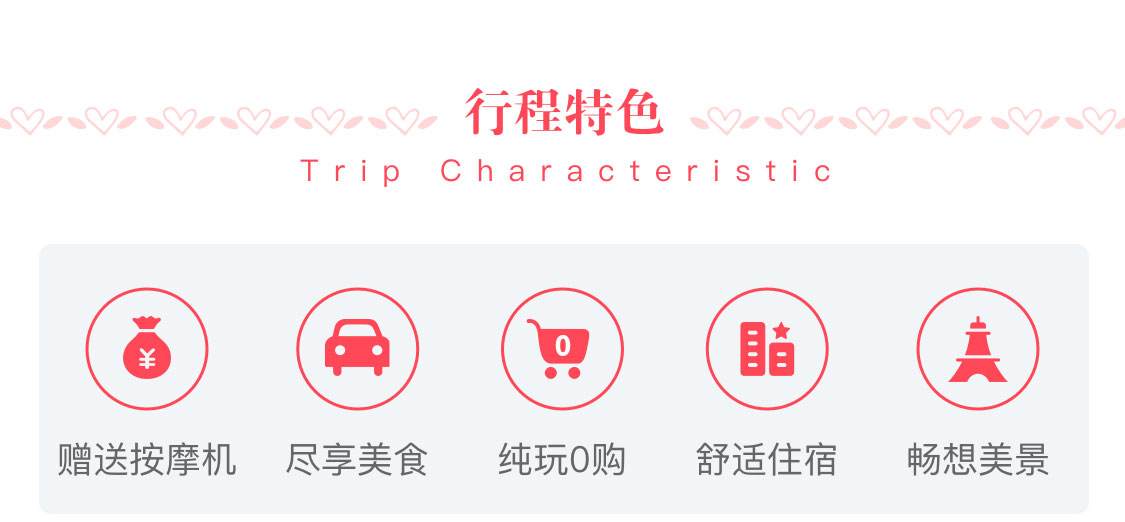 行程特色
Trip Characteristic
¥
0
赠送按摩机
尽享美食
纯玩0购
舒适住宿
畅想美景